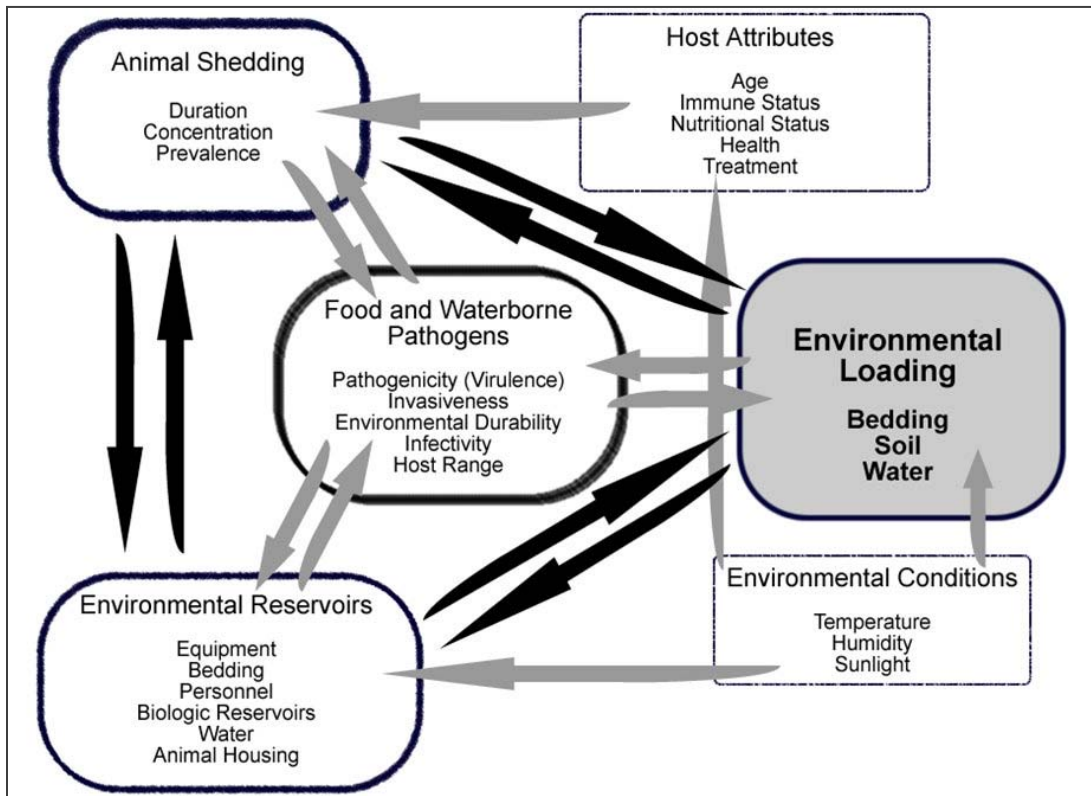 Animal Shedding
Duration
Concentration
Prevalence
Host Attributes
Age
Immune Status
Nutritional Status
Health
Treatment
Food and Waterborne
Pathogens
Pathogenicity (Virulence)
Invasiveness
Environmental Durability
Infectivity
Host Range
Environmental
Loading
Bedding
Soil
Water
Environmental Reservoirs
Equipment
Bedding
Personnel
Biologic Reservoirs
Water
Animal Housing
Environmental Conditions
Temperature
Humidity
Sunlight